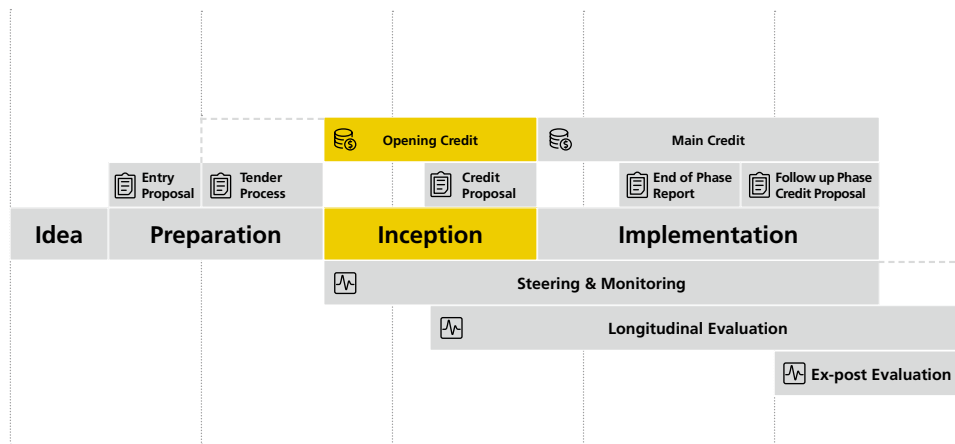 Opening Credit
Main Credit
Entry
Proposal
Tender
Process
Credit
Proposal
End of Phase
Report
Follow up Phase
Credit Proposal
Idea
Preparation
Inception
Implementation
Steering & Monitoring
Longitudinal Evaluation
Ex-post Evaluation